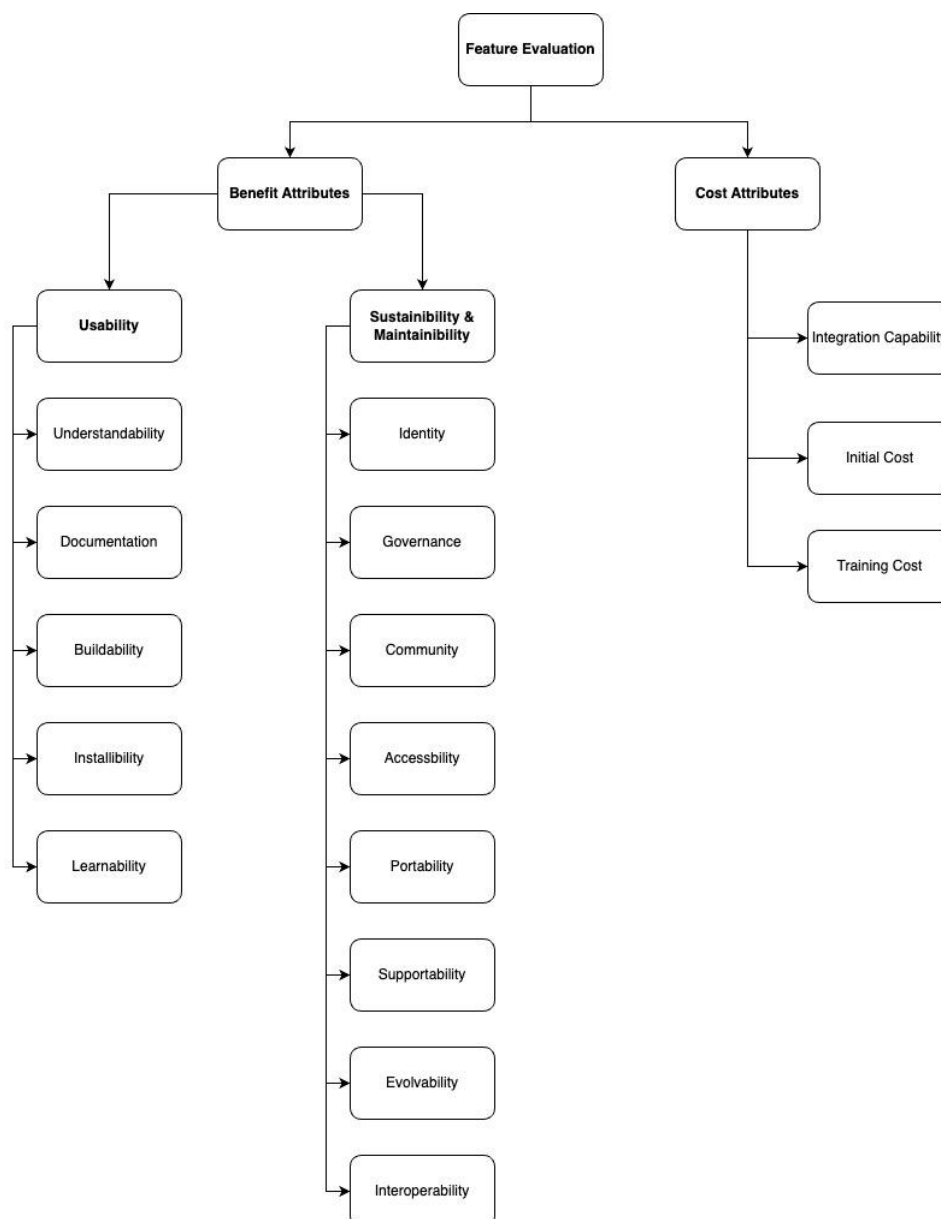 Feature Evaluation
Benefit Attributes
Cost Attributes
Usability
Sustainibility &
Maintainibility
Integration Capability
Understandability
Identity
Initial Cost
Documentation
Governance
Training Cost
Buildability
Community
Installibility
Accessbility
Learnability
Portability
Supportability
Evolvability
Interoperability